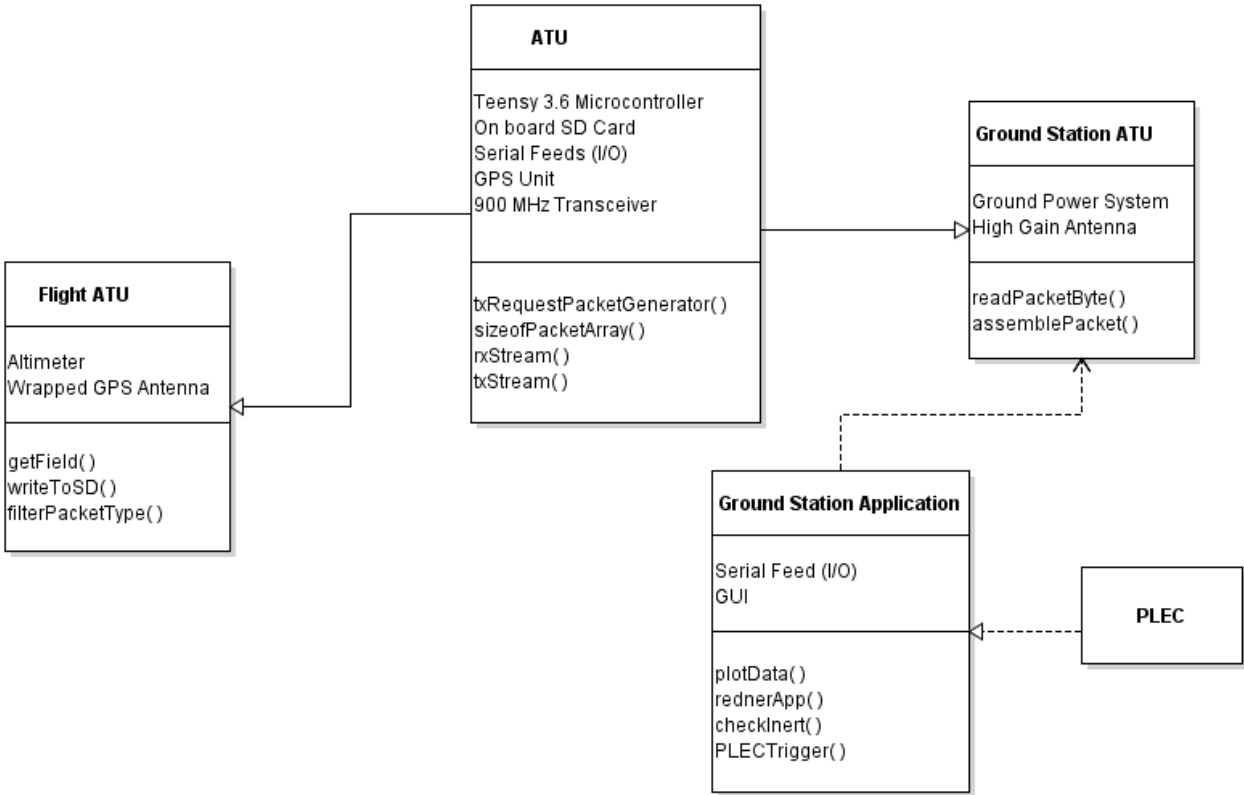 ATU
Teensy 3.6 Microcontroller
On board SD Card
Serial Feeds (I/O)
GPS Unit
900 MHz Transceiver
txRequestPacketGenerator( )
sizeofPacketArray( )
rxStream( )
txStream( )
Ground Station ATU
Ground Power System
High Gain Antenna
readPacketByte( )
assemblePacket( )
Flight ATU
Altimeter
Wrapped GPS Antenna
getField( )
writeToSD( )
filterPacketType( )
Ground Station Application
Serial Feed (I/O)
GUI
plotData( )
rednerApp( )
checkInert( )
PLECTrigger( )
PLEC